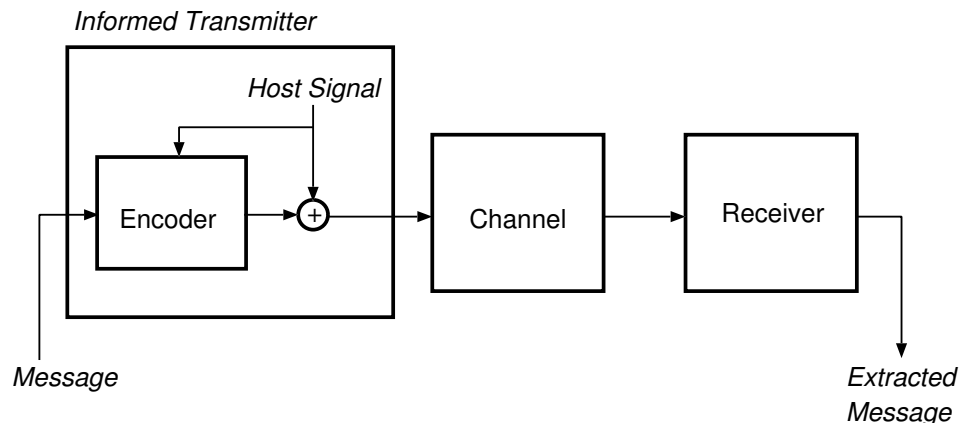 Informed Transmitter
Host Signal
Encoder
+
Channel
Receiver
Message
Extracted
Message